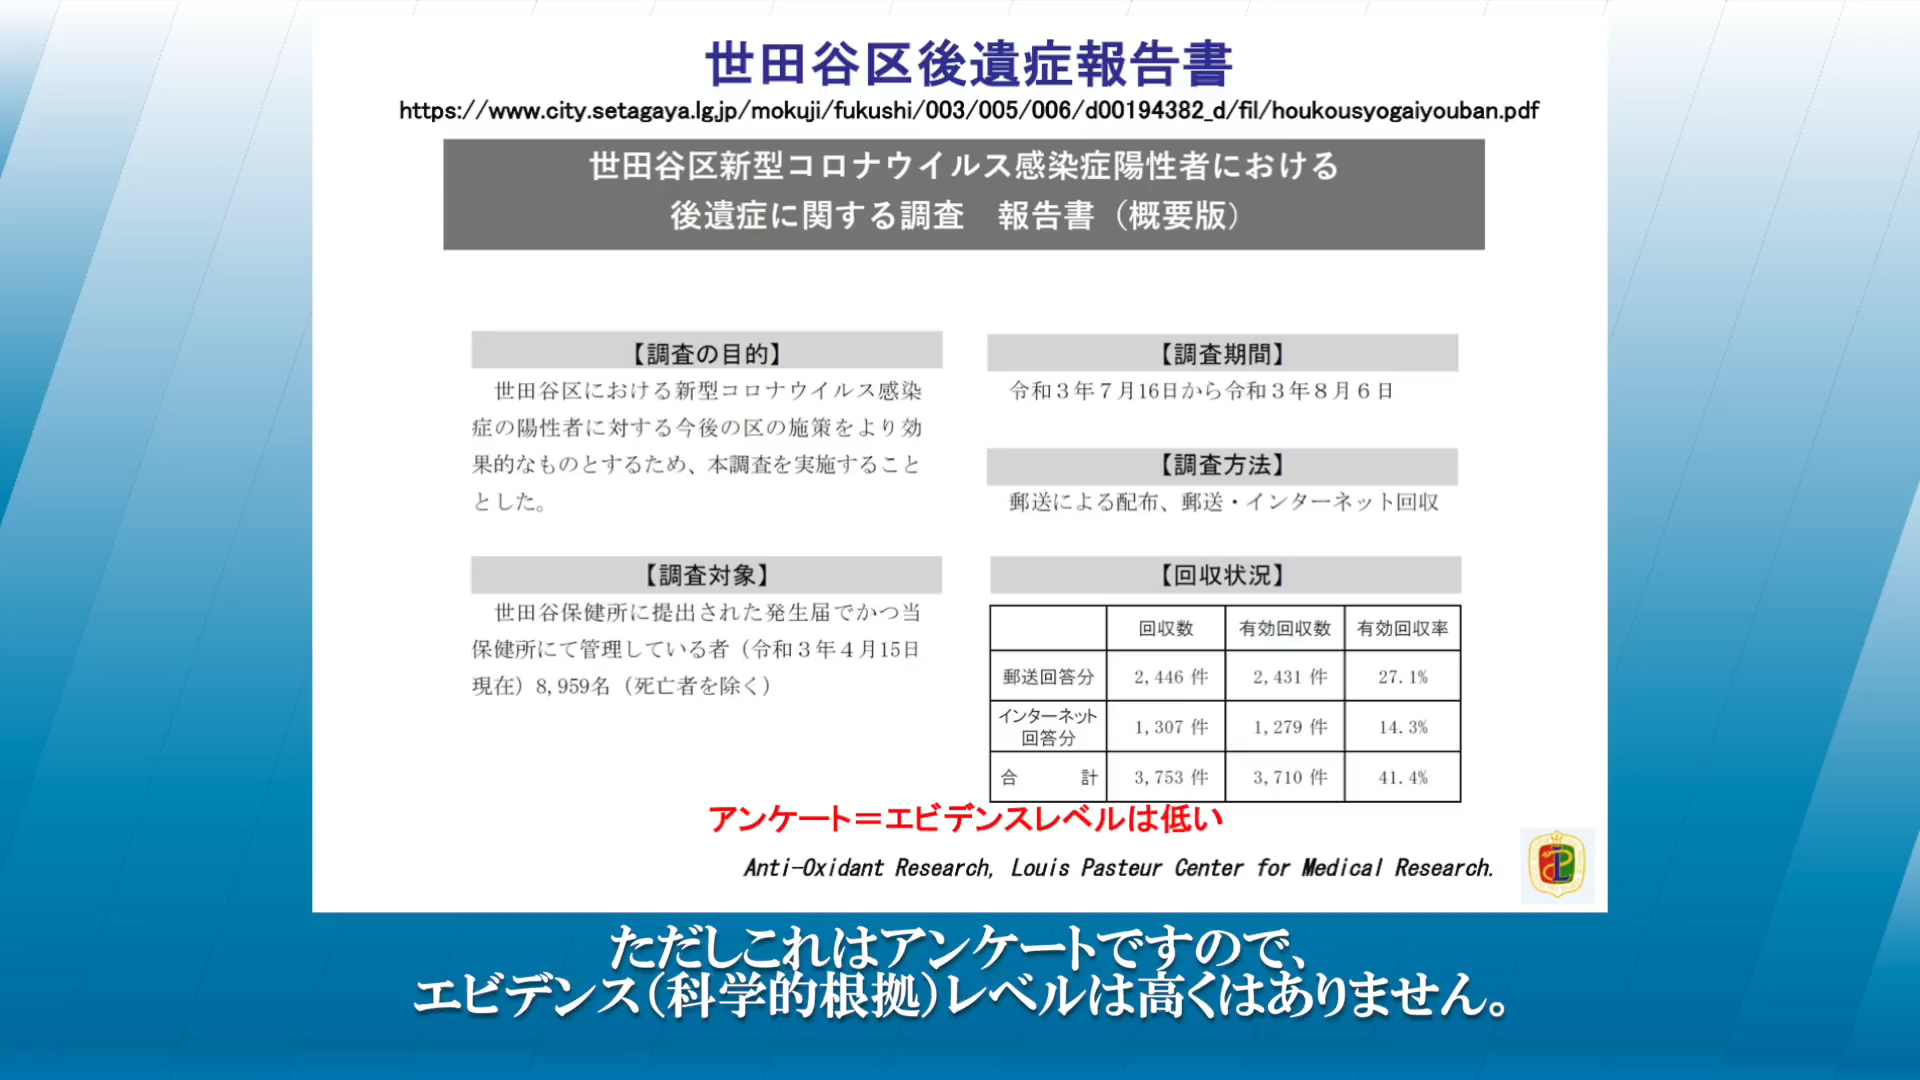 世田谷区後遺症報告書
https://www.city.setagaya.lg.jp/mokuji/fukushi/003/005/006/d00194382_d/fil/houkousyogaiyouban.pdf
世田谷区新型コロナウイルス感染症陽性者における
後遺症に関する調査　報告書（概要版）
【調査の目的】
世田谷区における新型コロナウイルス感染
症の陽性者に対する今後の区の施策をより効
果的なものとするため、本調査を実施すること
とした。
【調査対象】
世田谷保健所に提出された発生届でかつ当
保健所にて管理している者（令和３年４月15日
現在）8,959名（死亡者を除く）
【調査期間】
令和３年７月16日から令和３年８月６日
【調査方法】
郵送による配布、郵送・インターネット回収
【回収状況】
回収数 有効回収数 有効回収率
郵送回答分 2,446 件 2,431 件 27.1%
インターネット
回答分 1,307 件 1,279 件 14.3%
合　計 3,753 件 3,710 件 41.4%
アンケート＝エビデンスレベルは低い
Anti-Oxidant Research, Louis Pasteur Center for Medical Research.
ただしこれはアンケートですので、
エビデンス（科学的根拠）レベルは高くはありません。